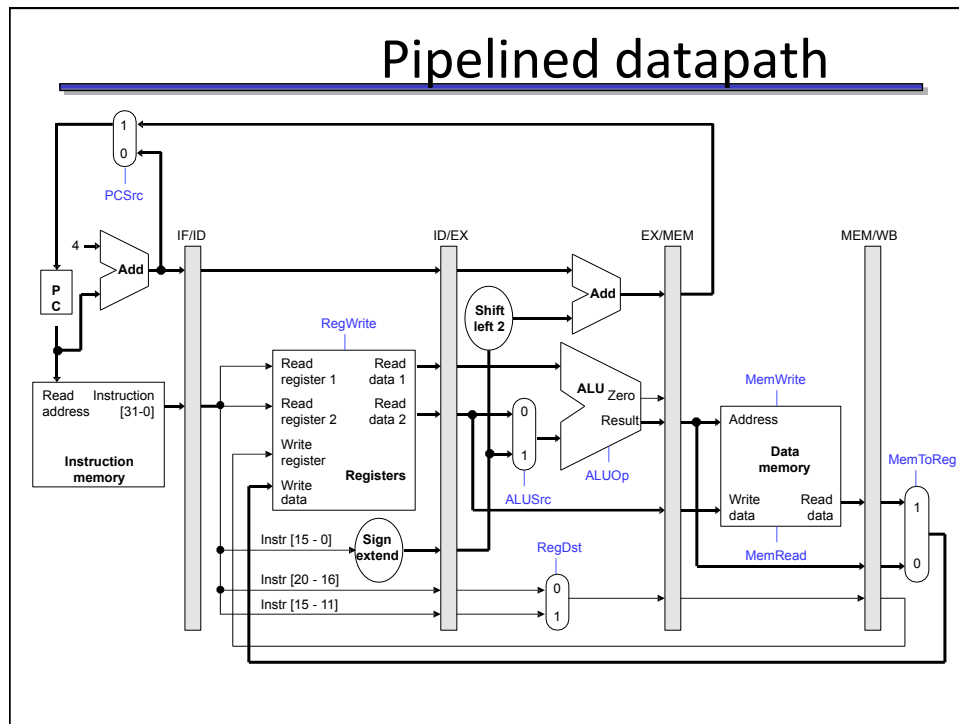 Pipelined datapath
1
0
PCSrc
IF/ID
ID/EX
EX/MEM
MEM/WB
4
Add
P
C
Add
Shift
left 2
RegWrite
Read
address
Instruction
[31-0]
Instruction
memory
Read
register 1
Read
data 1
Read
register 2
Read
data 2
Write
register
Write
data
Registers
0
1
ALUSrc
ALU
Zero
Result
ALUOp
MemWrite
Address
Data
memory
Write
data
Read
data
MemRead
MemToReg
1
0
Instr [15 - 0]
Sign
extend
RegDst
Instr [20 - 16]
0
Instr [15 - 11]
1